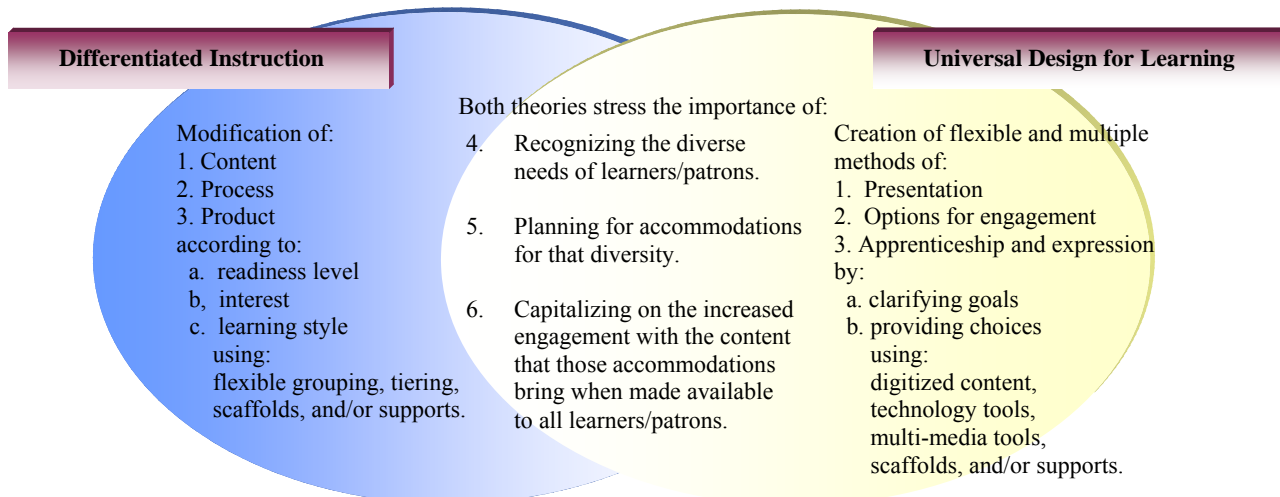 Differentiated Instruction
Universal Design for Learning
Modification of:
1. Content
2. Process
3. Product
according to:
a. readiness level
b, interest
c. learning style
using:
flexible grouping, tiering,
scaffolds, and/or supports.
Both theories stress the importance of:
4. Recognizing the diverse
needs of learners/patrons.
5. Planning for accommodations
for that diversity.
6. Capitalizing on the increased
engagement with the content
that those accommodations
bring when made available
to all learners/patrons.
Creation of flexible and multiple
methods of:
1. Presentation
2. Options for engagement
3. Apprenticeship and expression
by:
a. clarifying goals
b. providing choices
using:
digitized content,
technology tools,
multi-media tools,
scaffolds, and/or supports.